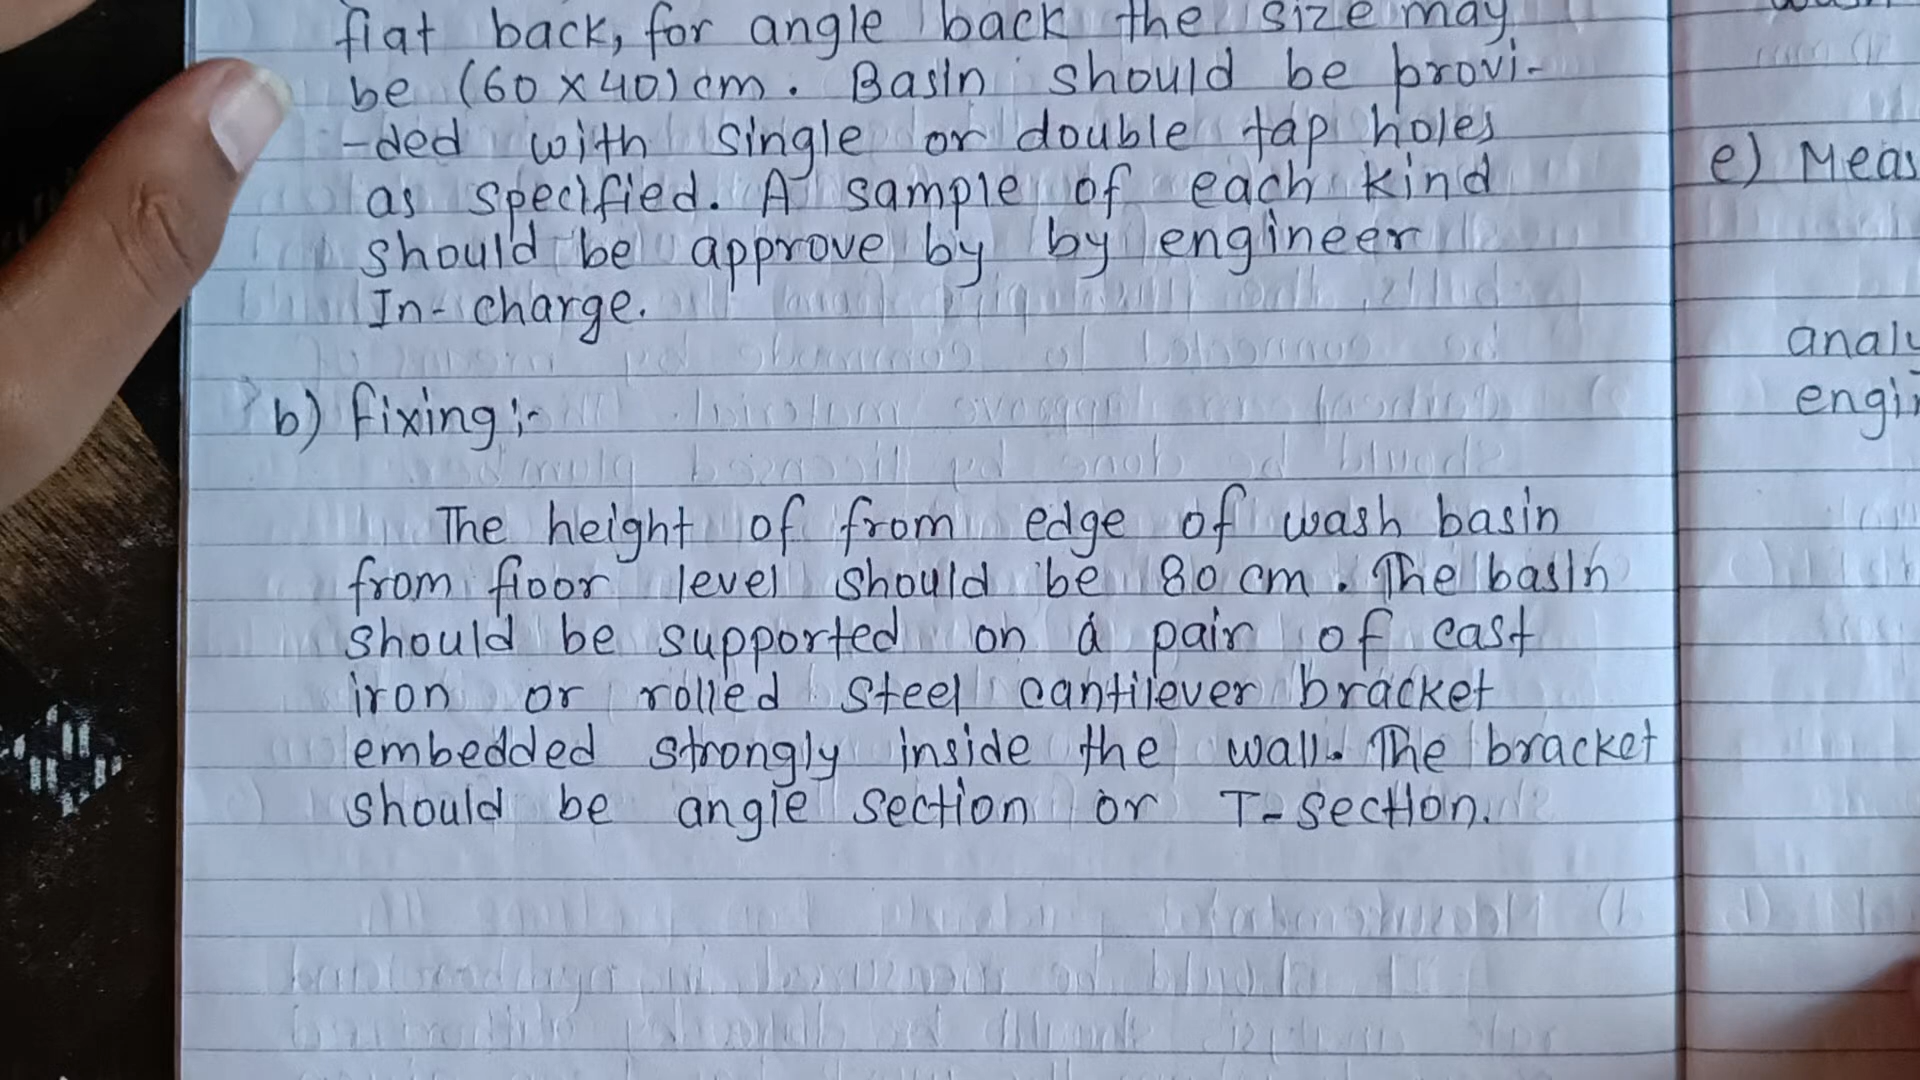 flat back, for angle back the size may
be (60 x 40) cm. Basin should be provi-
-ded with single or double tap holes
as specified. A sample of each kind
should be approve by by engineer
In-charge.
b) fixing :-
The height of from edge of wash basin
from floor level should be 80 cm. The basin
should be supported on a pair of cast
iron or rolled steel cantilever bracket
embedded strongly inside the wall. The bracket
should be angle section or T-section.
e) Meas
analy
engin